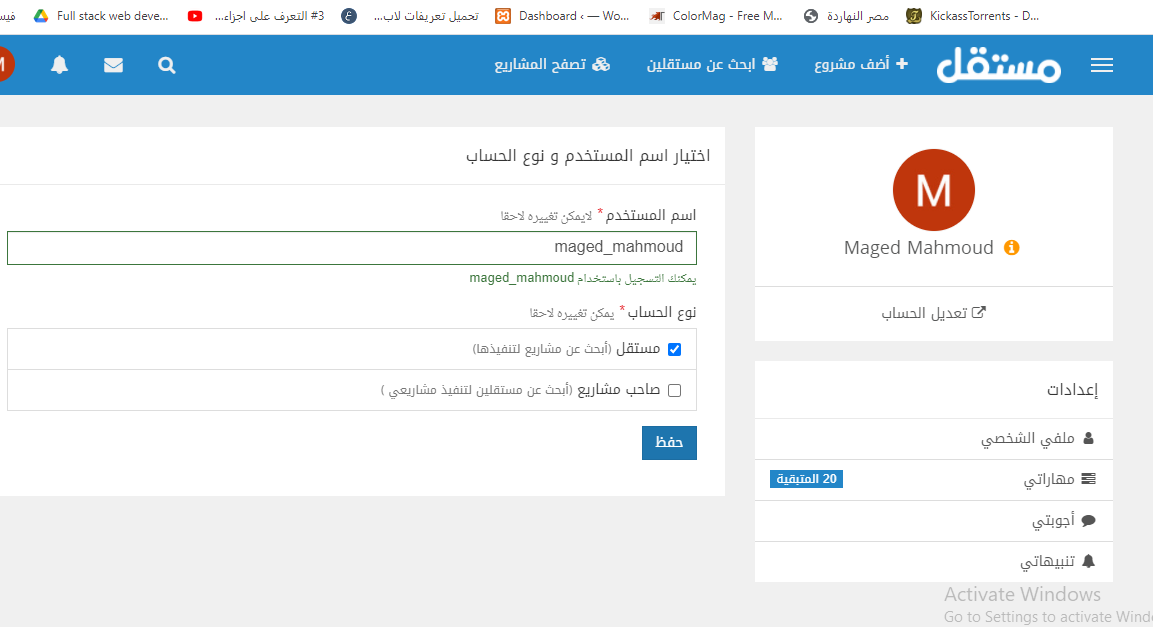 Full stack web deve...
#3 التعرف على اجزاء...
تحميل تعريفات لاب...
Dashboard ‹ — Wo...
ColorMag - Free M...
مصر النهاردة
KickassTorrents - D...
مستقل
أضف مشروع
ابحث عن مستقلين
تصفح المشاريع
M
Maged Mahmoud
تعديل الحساب
إعدادات
ملفي الشخصي
مهاراتي
20 المتبقية
أجوبتي
تنبيهاتي
اختيار اسم المستخدم و نوع الحساب
اسم المستخدم* لايمكن تغييره لاحقا
maged_mahmoud
يمكنك التسجيل باستخدام maged_mahmoud
نوع الحساب* يمكن تغييره لاحقا
مستقل (أبحث عن مشاريع لتنفيذها)
صاحب مشاريع (أبحث عن مستقلين لتنفيذ مشاريعي )
حفظ
Activate Windows
Go to Settings to activate Wind